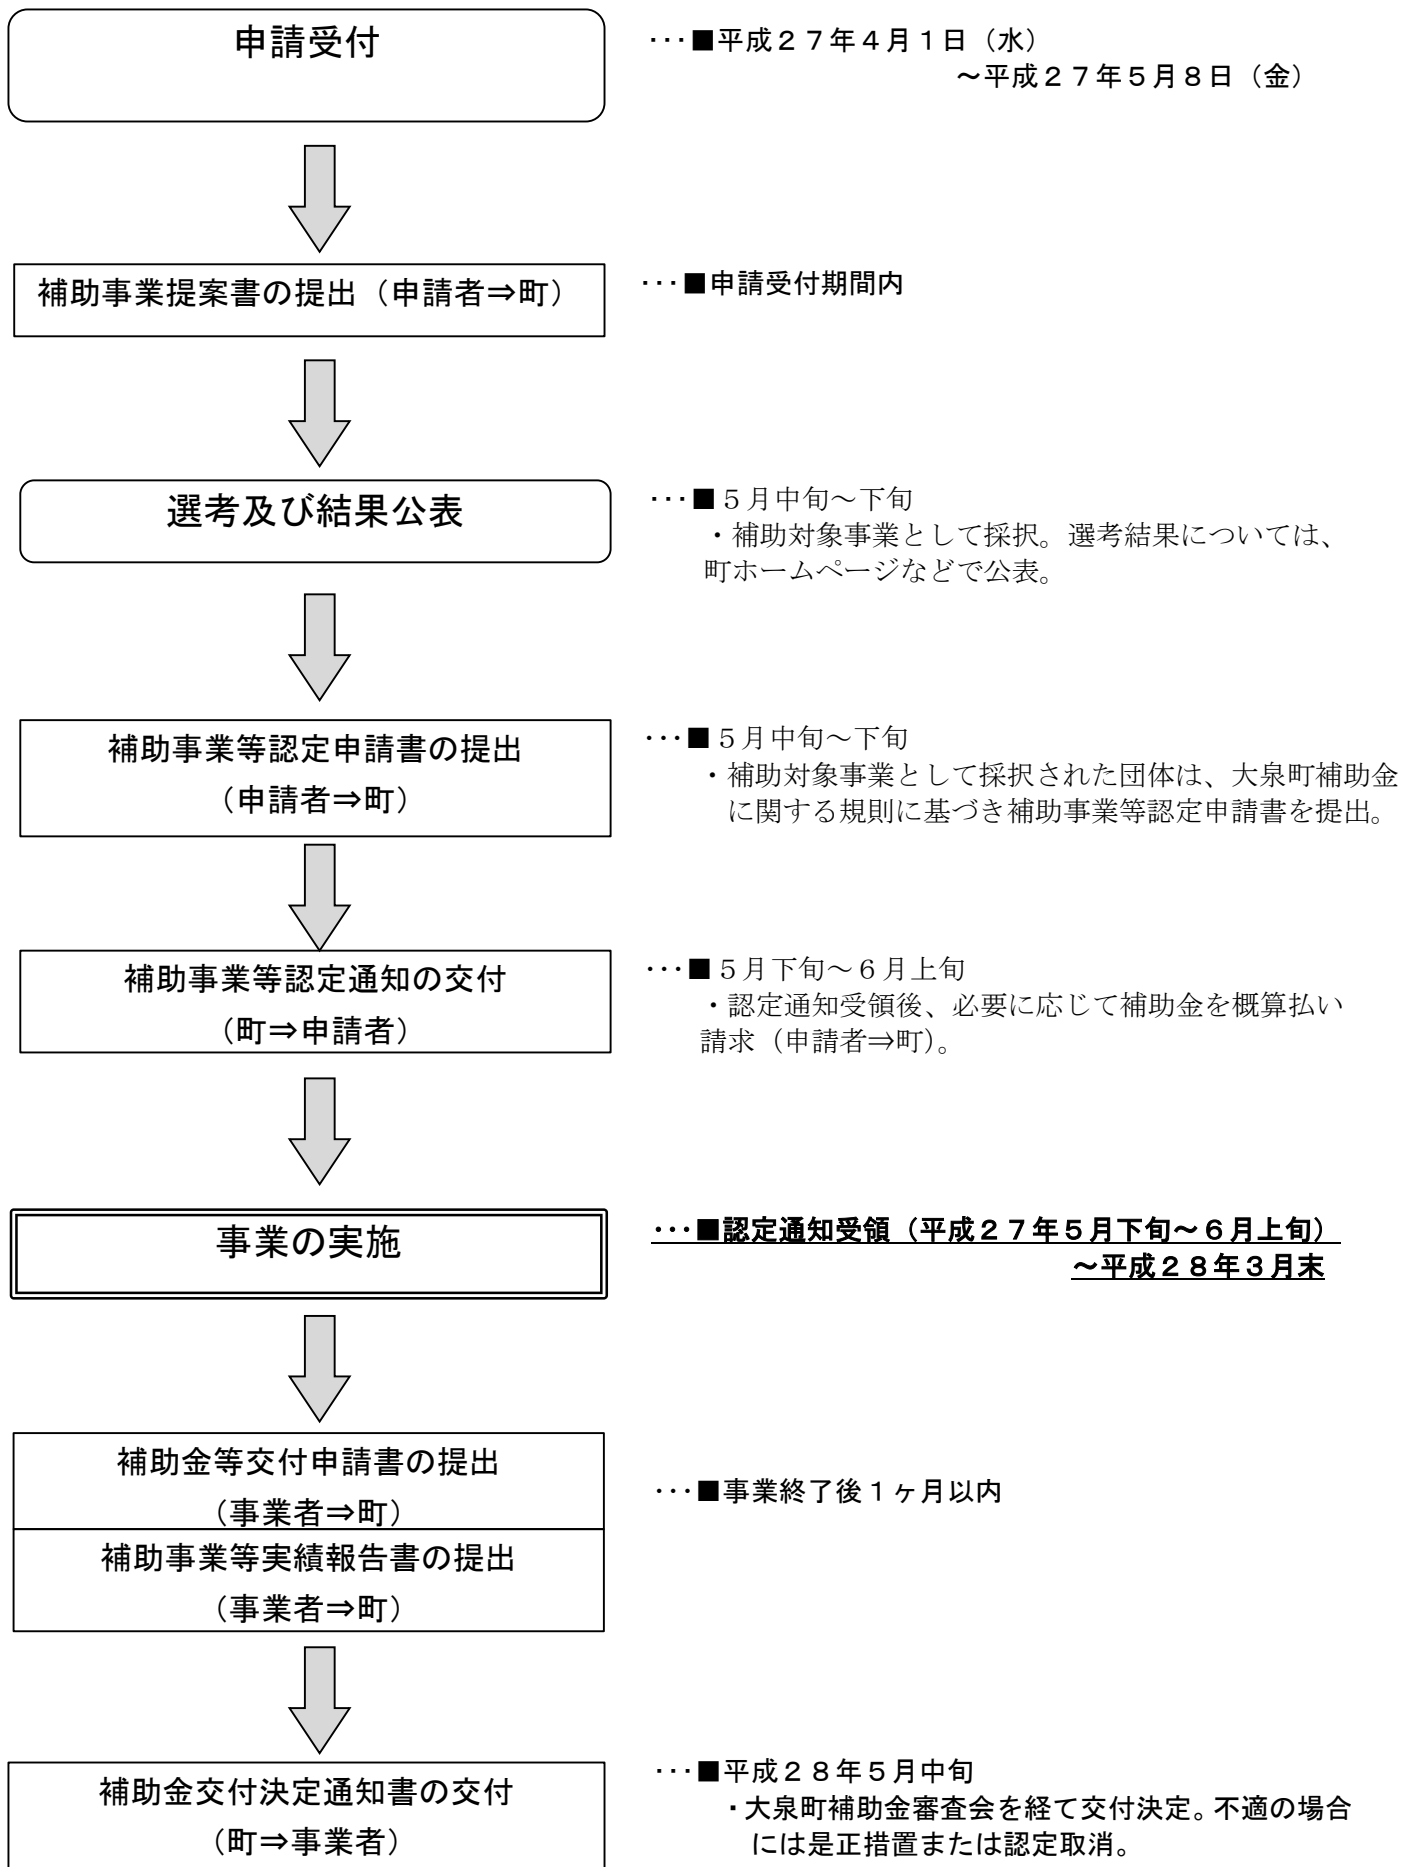 申請受付
･･･■平成２７年４月１日（水）
～平成２７年５月８日（金）
補助事業提案書の提出（申請者⇒町）
･･･■申請受付期間内
選考及び結果公表
･･･■５月中旬～下旬
・補助対象事業として採択。選考結果については、
町ホームページなどで公表。
補助事業等認定申請書の提出
（申請者⇒町）
･･･■５月中旬～下旬
・補助対象事業として採択された団体は、大泉町補助金
に関する規則に基づき補助事業等認定申請書を提出。
補助事業等認定通知の交付
（町⇒申請者）
･･･■５月下旬～６月上旬
・認定通知受領後、必要に応じて補助金を概算払い
請求（申請者⇒町）。
事業の実施
･･･■認定通知受領（平成２７年５月下旬～６月上旬）
～平成２８年３月末
補助金等交付申請書の提出
（事業者⇒町）
･･･■事業終了後１ヶ月以内
補助事業等実績報告書の提出
（事業者⇒町）
補助金交付決定通知書の交付
（町⇒事業者）
･･･■平成２８年５月中旬
・大泉町補助金審査会を経て交付決定。不適の場合
には是正措置または認定取消。